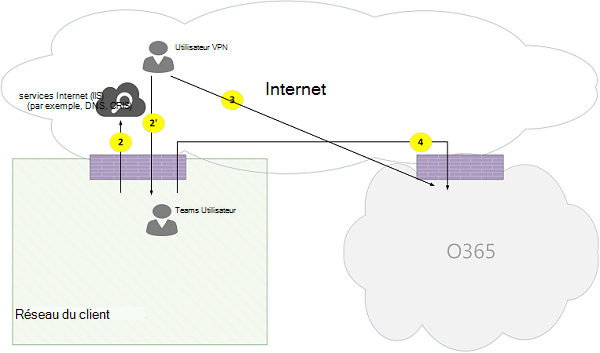 Utilisateur VPN
services Internet (IIS)
(par exemple, DNS, CRIS)
Internet
3
2'
2
4
Teams Utilisateur
O365
Réseau du client